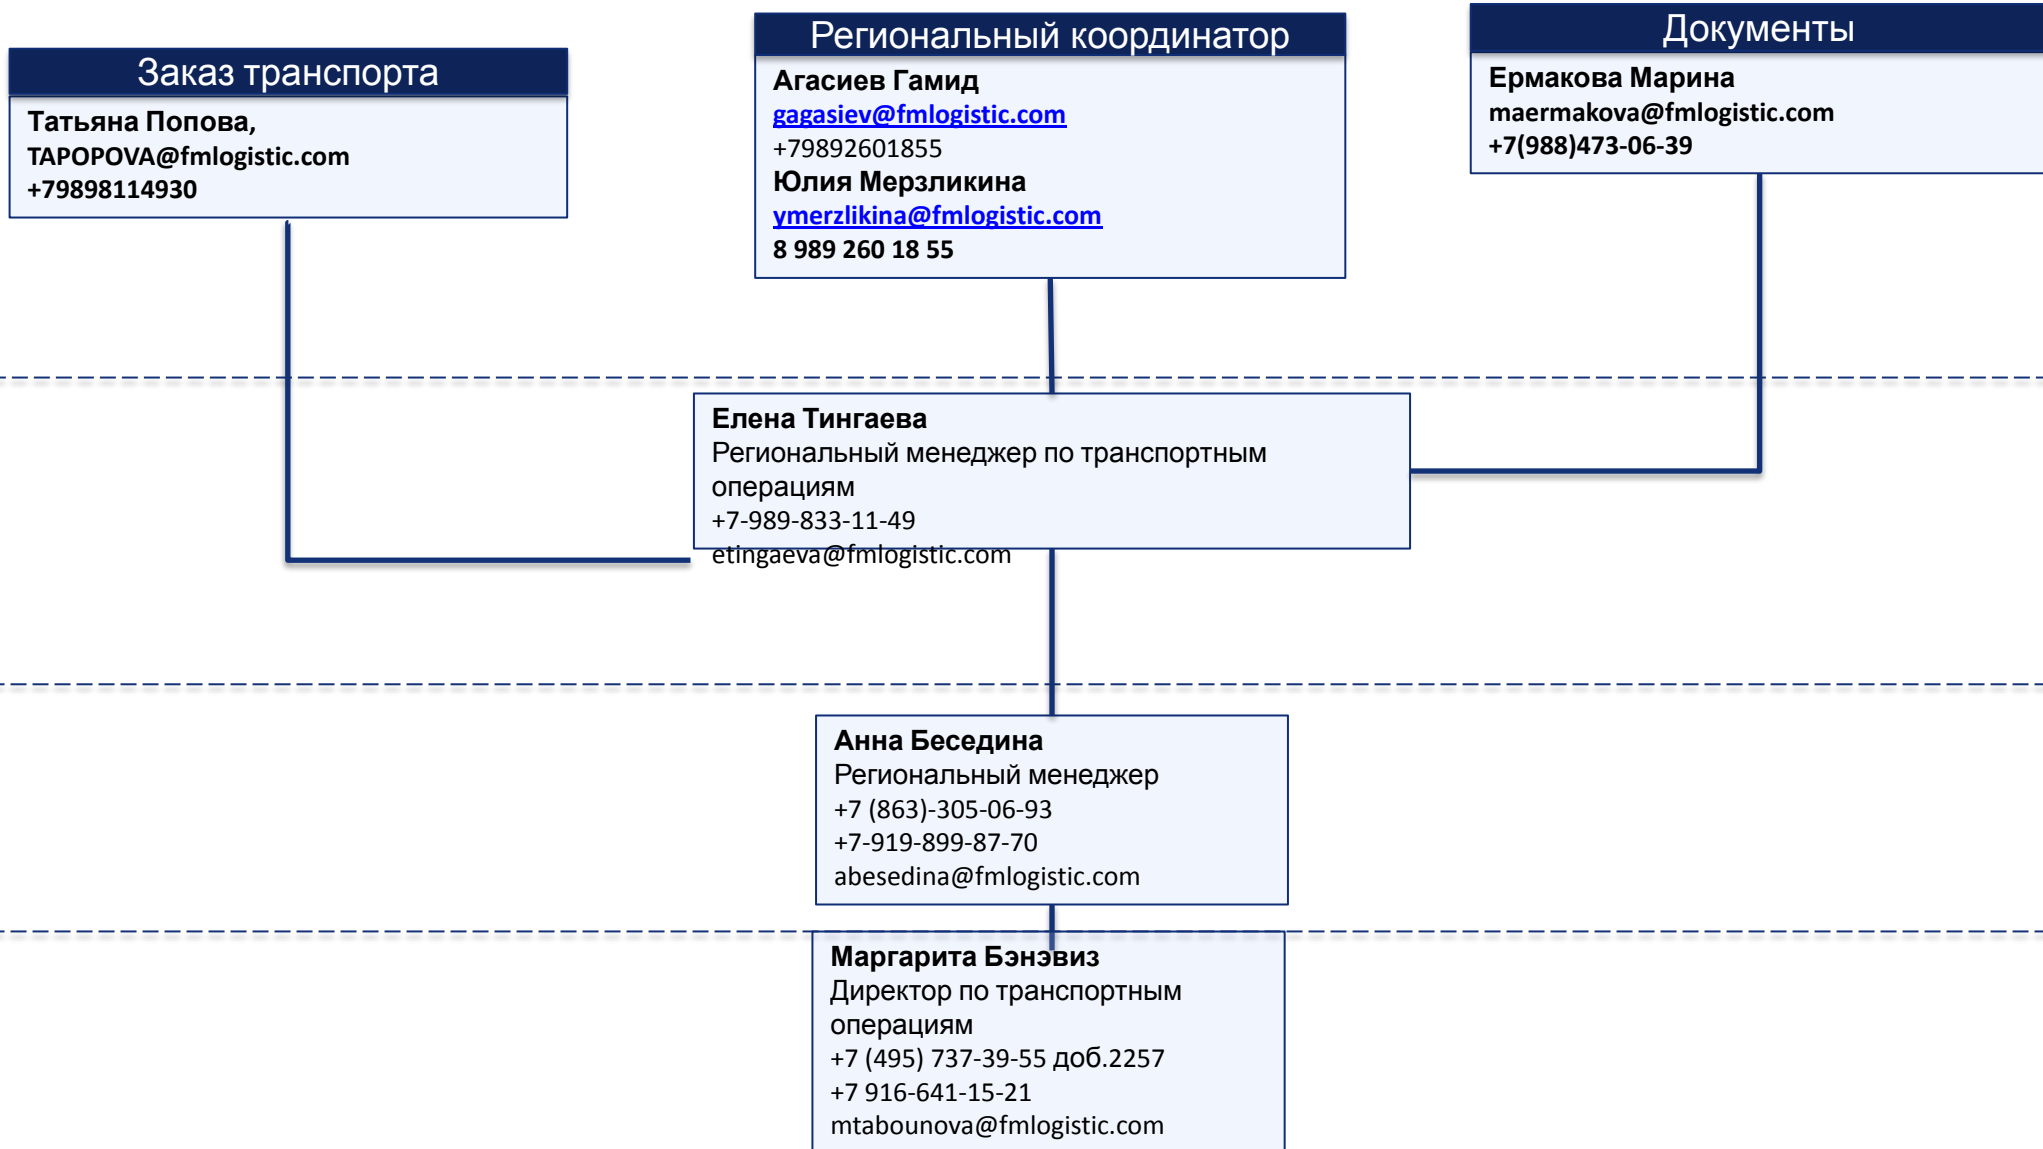 Заказ транспорта
Татьяна Попова,
TAPOPOVA@fmlogistic.com
+79898114930
Региональный координатор
Агасиев Гамид
gagasiev@fmlogistic.com
+79892601855
Юлия Мерзликина
ymerzlikina@fmlogistic.com
8 989 260 18 55
Документы
Ермакова Марина
maermakova@fmlogistic.com
+7(988)473-06-39
Елена Тингаева
Региональный менеджер по транспортным
операциям
+7-989-833-11-49
etingaeva@fmlogistic.com
Анна Беседина
Региональный менеджер
+7 (863)-305-06-93
+7-919-899-87-70
abesedina@fmlogistic.com
Маргарита Бэнэвиз
Директор по транспортным
операциям
+7 (495) 737-39-55 доб.2257
+7 916-641-15-21
mtabounova@fmlogistic.com